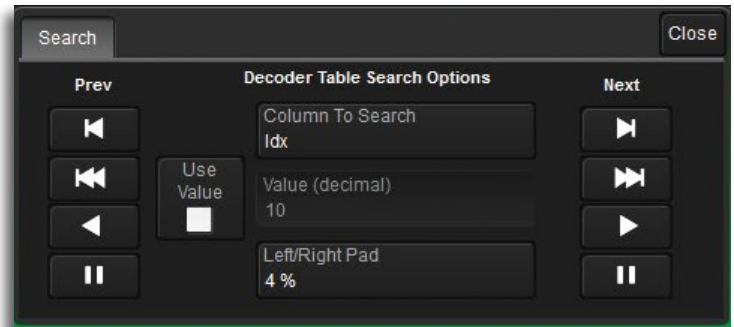 Search
Close
Prev
Decoder Table Search Options
Next
Column To Search
Idx
Use
Value
Value (decimal)
10
Left/Right Pad
4 %